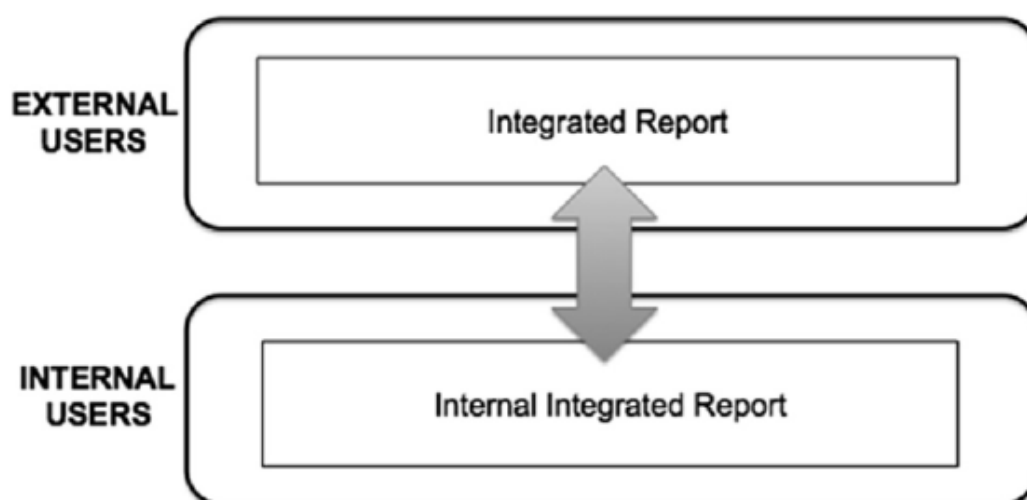 EXTERNAL
USERS
Integrated Report
INTERNAL
USERS
Internal Integrated Report